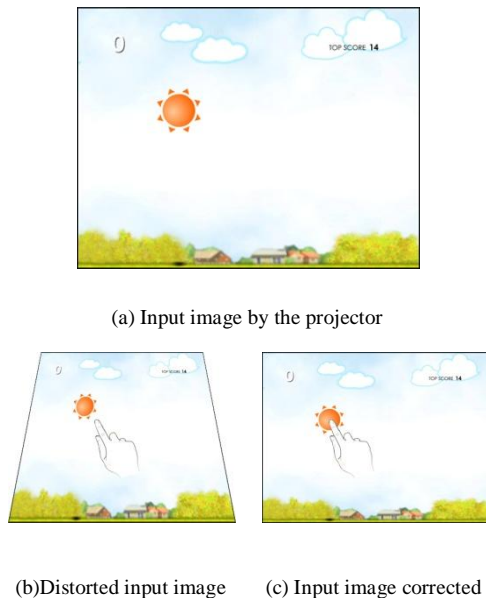 0
TOP SCORE 14
(a) Input image by the projector
0
TOP SCORE 14
0
TOP SCORE 14
(b)Distorted input image
(c) Input image corrected